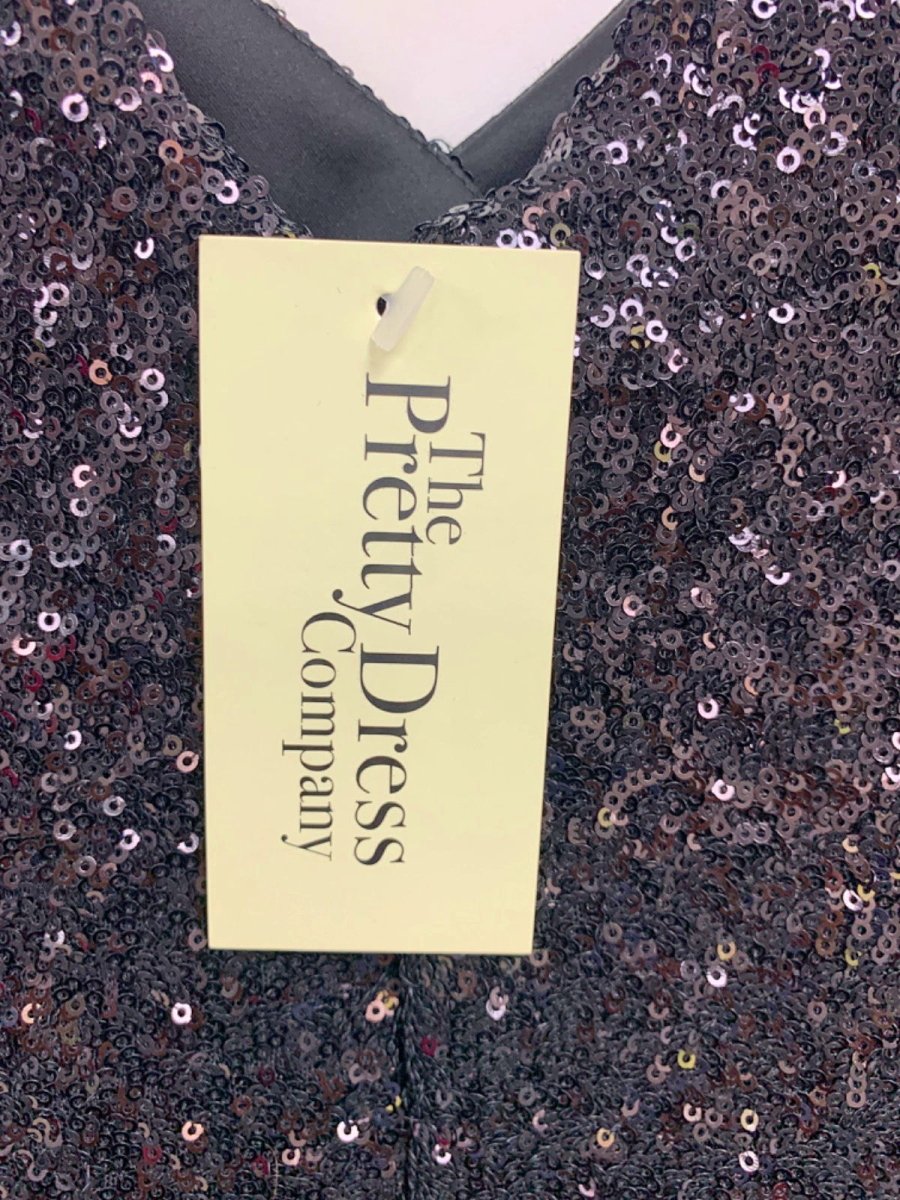 The
Pretty Dress
Company